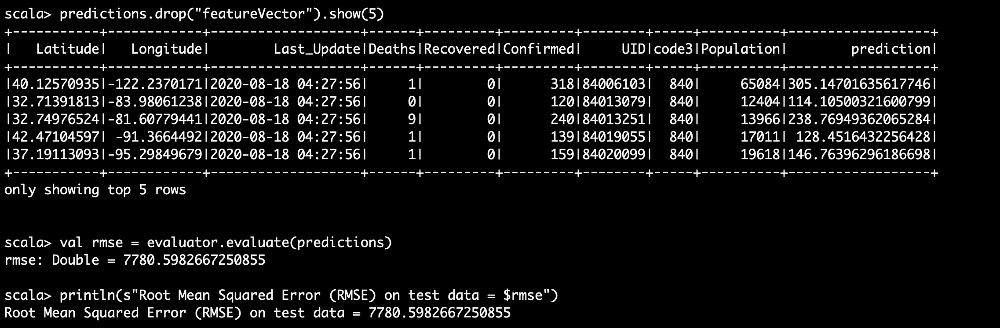 scala> predictions.drop("featureVector").show(5)
+-----------+------------+-------------------+------+---------+---------+--------+-----+----------+------------------+
|   Latitude|   Longitude|        Last_Update|Deaths|Recovered|Confirmed|     UID|code3|Population|        prediction|
+-----------+------------+-------------------+------+---------+---------+--------+-----+----------+------------------+
|40.12570935|-122.2370171|2020-08-18 04:27:56|     1|        0|      318|84006103|  840|     65084|305.14701635617746|
|32.71391813|-83.98061238|2020-08-18 04:27:56|     0|        0|      120|84013079|  840|     12404|114.10500321600799|
|32.74976524|-81.60779441|2020-08-18 04:27:56|     9|        0|      240|84013251|  840|     13966|238.76949362065284|
|42.47104597| -91.3664492|2020-08-18 04:27:56|     1|        0|      139|84019055|  840|     17011| 128.4516432256428|
|37.19113093|-95.29849679|2020-08-18 04:27:56|     1|        0|      159|84020099|  840|     19618|146.76396296186698|
+-----------+------------+-------------------+------+---------+---------+--------+-----+----------+------------------+
only showing top 5 rows
scala> val rmse = evaluator.evaluate(predictions)
rmse: Double = 7780.5982667250855
scala> println(s"Root Mean Squared Error (RMSE) on test data = $rmse")
Root Mean Squared Error (RMSE) on test data = 7780.5982667250855